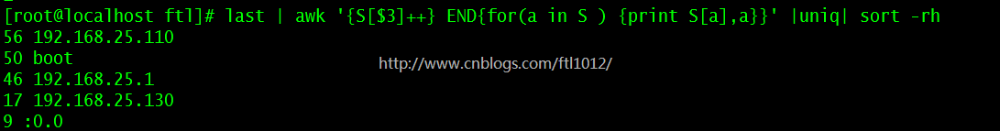 [root@localhost ftl]# last | awk '{S[$3]++} END{for(a in S ) {print S[a],a}}' |uniq| sort -rh
56 192.168.25.110
50 boot
http://www.cnblogs.com/ftl1012/
46 192.168.25.1
17 192.168.25.130
9 :0.0